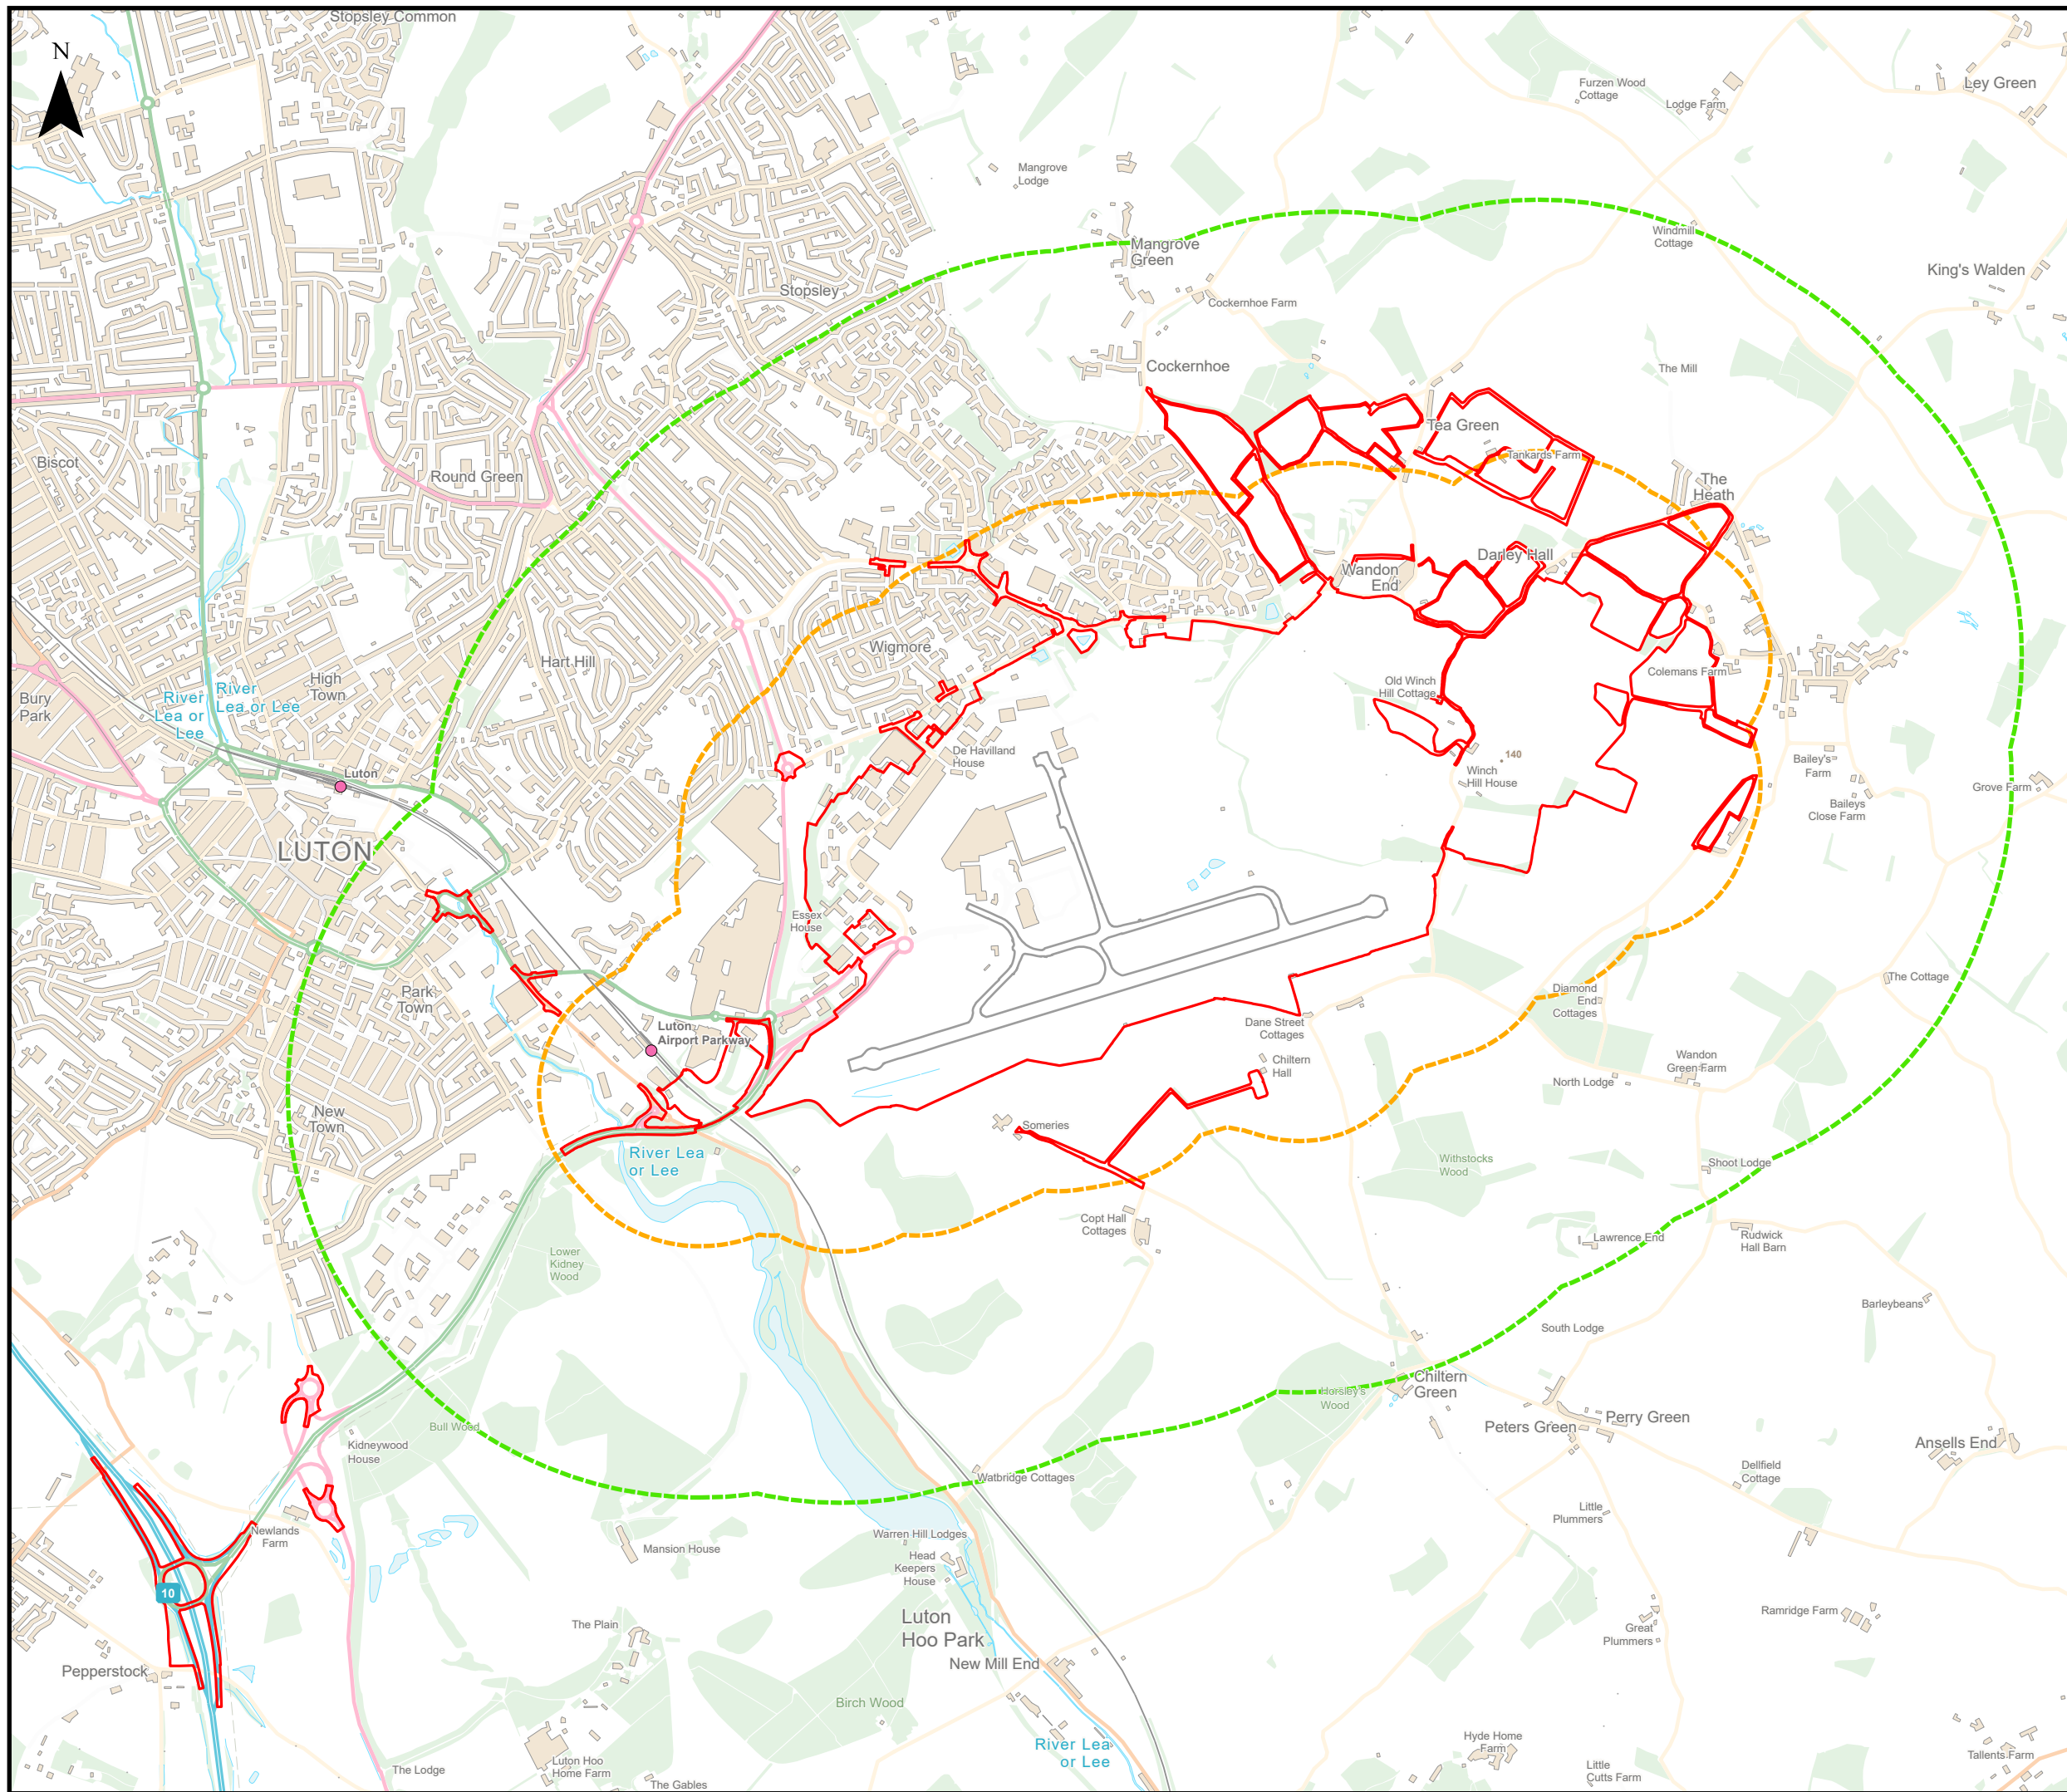 Stopsley Common
N
Ley Green
Furzen Wood
Cottage
Lodge Farm
Mangrove
Lodge
Windmill
Cottage
Mangrove
Green
King's Walden
Stopsley
Cockernhoe Farm
Cockernhoe
The Mill
Tea Green
Tankards Farm
Biscot
Round Green
The
Heath
Darley Hall
Wandon
End
Wigmore
Hart Hill
Colemans Farm
Old Winch
Hill Cottage
High
Town
River
Lea or Lee
River
Lea or
Lee
Bury
Park
De Havilland
House
140
Winch
Hill House
Bailey's
Farm
Baileys
Close Farm
Grove Farm
Luton
LUTON
Essex
House
The Cottage
Park
Town
Diamond
End
Cottages
Luton
Airport Parkway
Dane Street
Cottages
Chiltern
Hall
Wandon
Green Farm
North Lodge
New
Town
Someries
River Lea
or Lee
Withstocks
Wood
Shoot Lodge
Copt Hall
Cottages
Lawrence End
Rudwick
Hall Barn
Lower
Kidney
Wood
Barleybeans
South Lodge
Chiltern
Green
Horsley's
Wood
Bull Wood
Kidneywood
House
Peters Green
Perry Green
Ansells End
Watbridge Cottages
Dellfield
Cottage
Little
Plummers
Newlands
Farm
Warren Hill Lodges
Mansion House
Head
Keepers
House
10
Luton
Hoo Park
The Plain
Great
Plummers
Ramridge Farm
Pepperstock
New Mill End
Birch Wood
River Lea
or Lee
Hyde Home
Farm
Tallents Farm
The Lodge
Luton Hoo
Home Farm
The Gables
Little
Cutts Farm